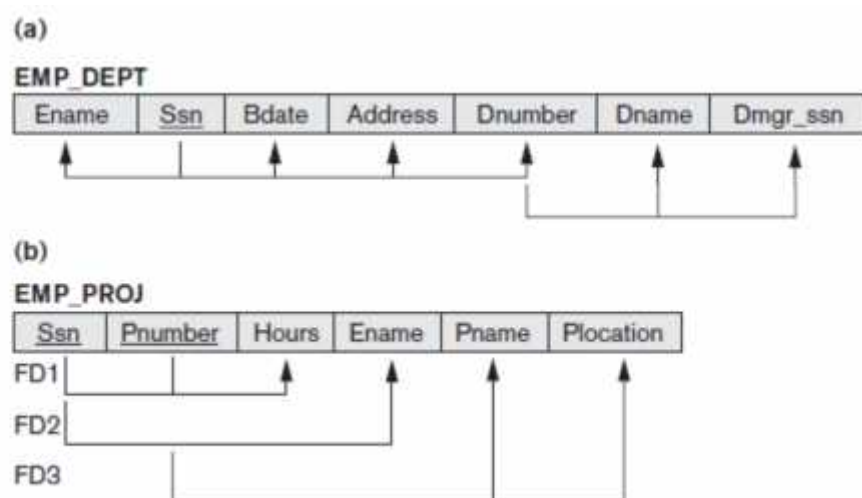 (a)
EMP_DEPT
Ename Ssn Bdate Address Dnumber Dname Dmgr_ssn
(b)
EMP_PROJ
Ssn Pnumber Hours Ename Pname Plocation
FD1
FD2
FD3